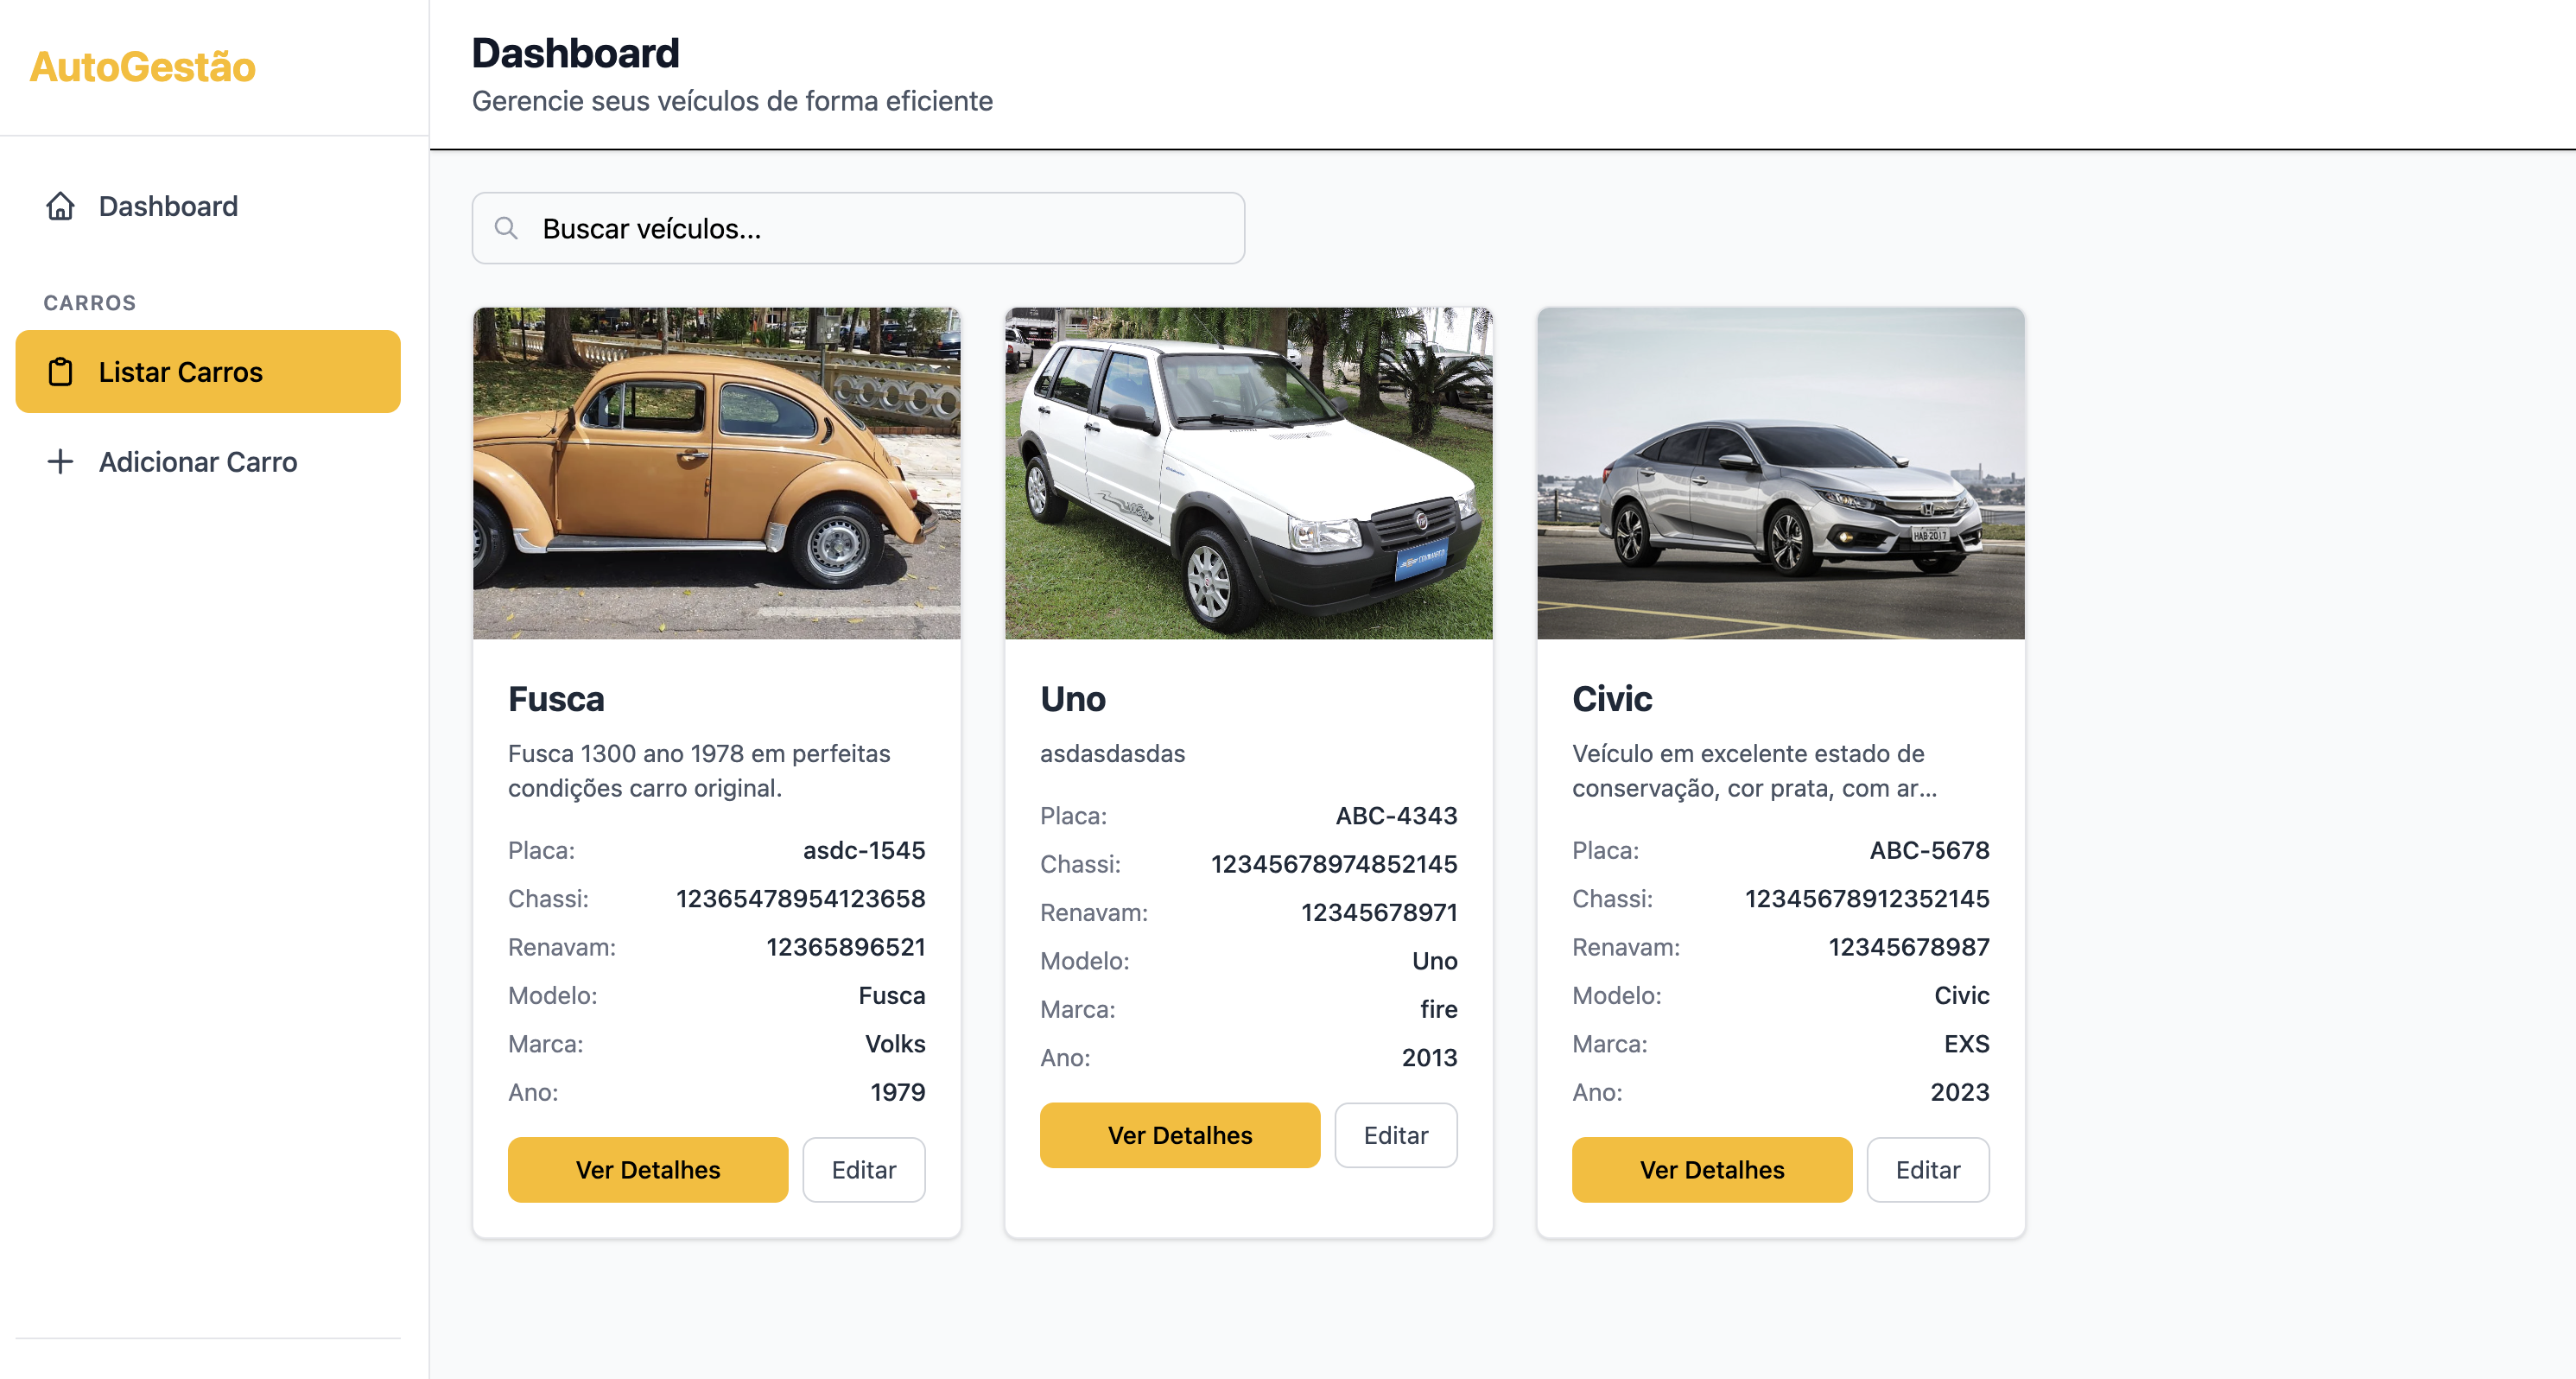 AutoGestão
Dashboard
CARROS
Listar Carros
Adicionar Carro
Dashboard
Gerencie seus veículos de forma eficiente
Buscar veículos...
Fusca
Fusca 1300 ano 1978 em perfeitas
condições carro original.
Placa: asdc-1545
Chassi: 12365478954123658
Renavam: 12365896521
Modelo: Fusca
Marca: Volks
Ano: 1979
Ver Detalhes Editar
Uno
asdasdasdas
Placa: ABC-4343
Chassi: 12345678974852145
Renavam: 12345678971
Modelo: Uno
Marca: fire
Ano: 2013
Ver Detalhes Editar
HAB 2017
Civic
Veículo em excelente estado de
conservação, cor prata, com ar...
Placa: ABC-5678
Chassi: 12345678912352145
Renavam: 12345678987
Modelo: Civic
Marca: EXS
Ano: 2023
Ver Detalhes Editar